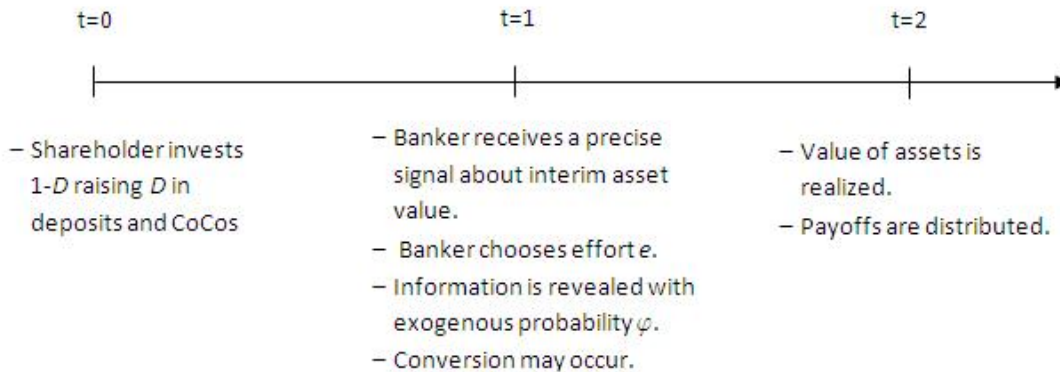 t=0
t=1
t=2
– Shareholder invests
1-D raising D in
deposits and CoCos
– Banker receives a precise
signal about interim asset
value.
– Banker chooses effort e.
– Information is revealed with
exogenous probability φ.
– Conversion may occur.
– Value of assets is
realized.
– Payoffs are distributed.